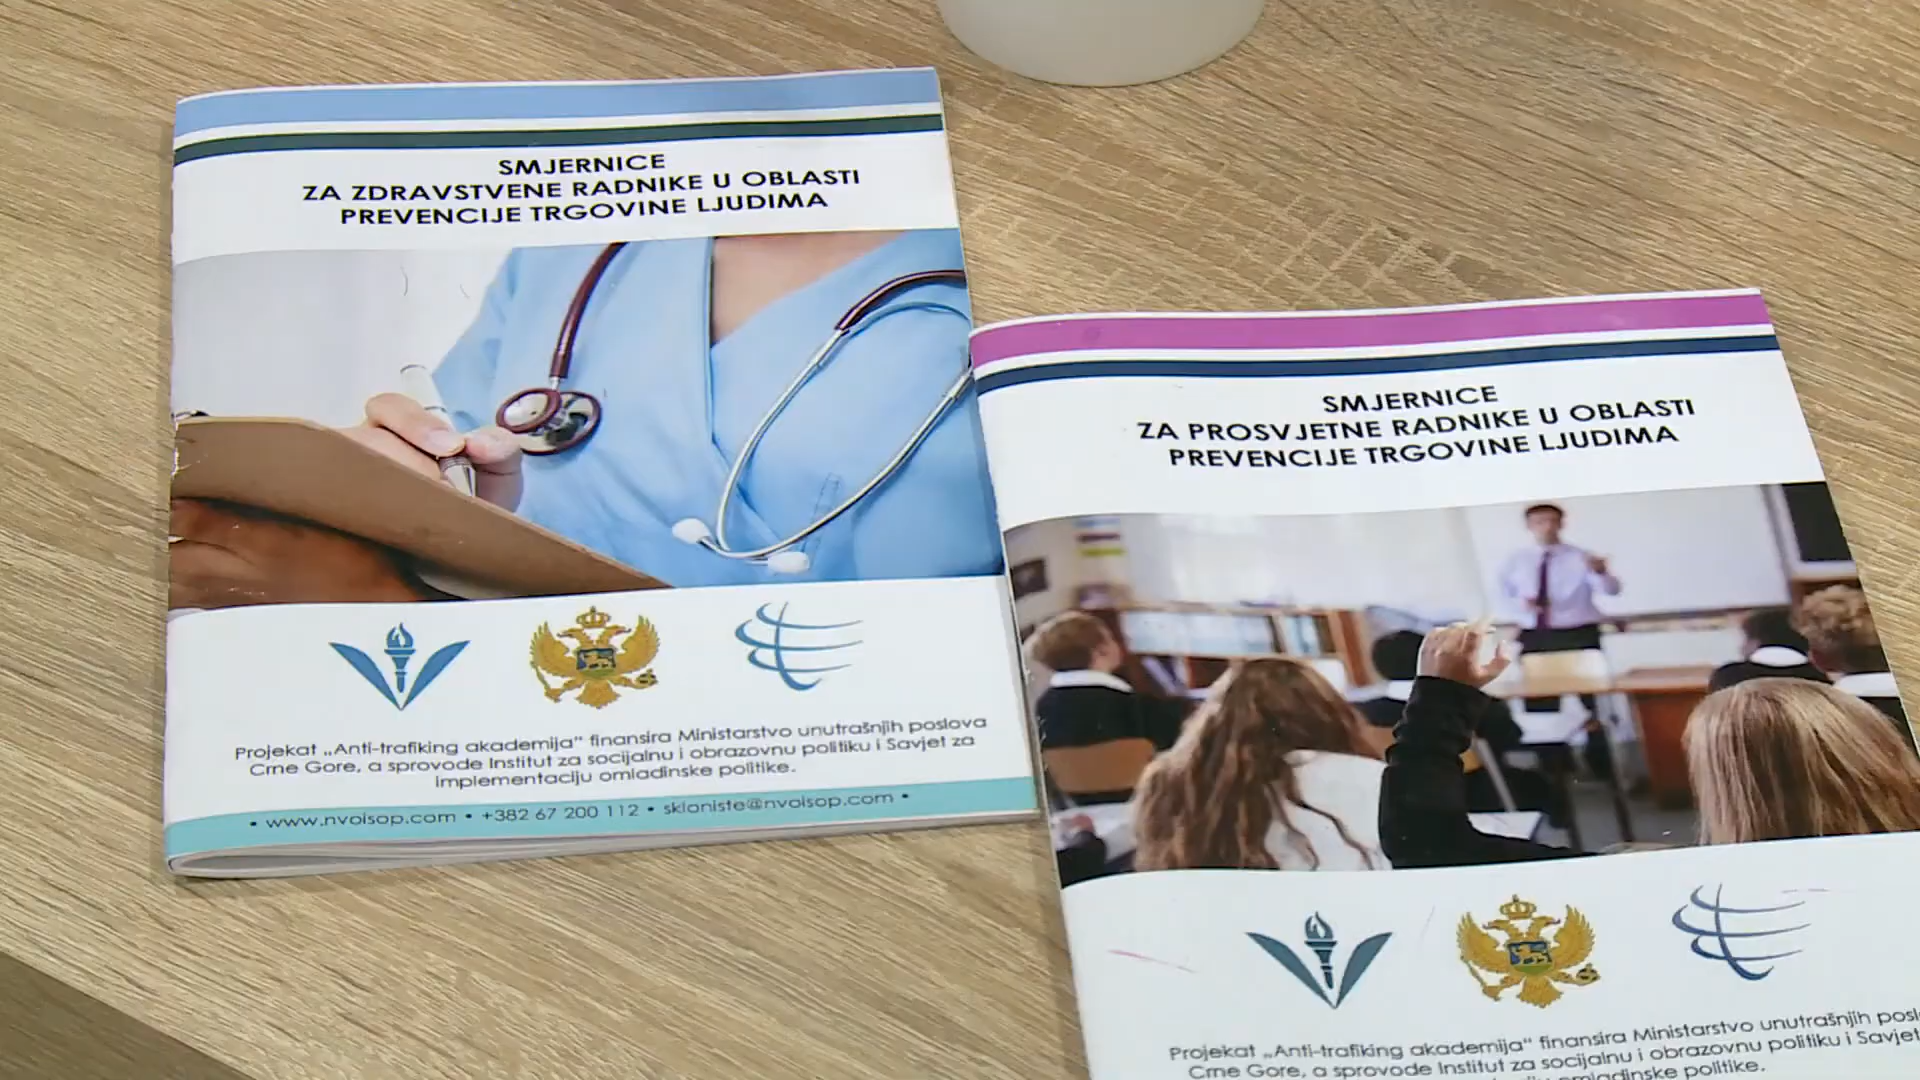 SMJERNICE
ZA ZDRAVSTVENE RADNIKE U OBLASTI
PREVENCIJE TRGOVINE LJUDIMA
Projekat „Anti-trafiking akademija“ finansira Ministarstvo unutrašnjih poslova
Crne Gore, a sprovode Institut za socijalnu i obrazovnu politiku i Savjet za
implementaciju omladinske politike.
• www.nvoisop.com • +382 67 200 112 • skloniste@nvoisop.com •
SMJERNICE
ZA PROSVJETNE RADNIKE U OBLASTI
PREVENCIJE TRGOVINE LJUDIMA
Projekat „Anti-trafiking akademija“ finansira Ministarstvo unutrašnjih posl
Crne Gore, a sprovode Institut za socijalnu i obrazovnu politiku i Savjet
omladinske politike.